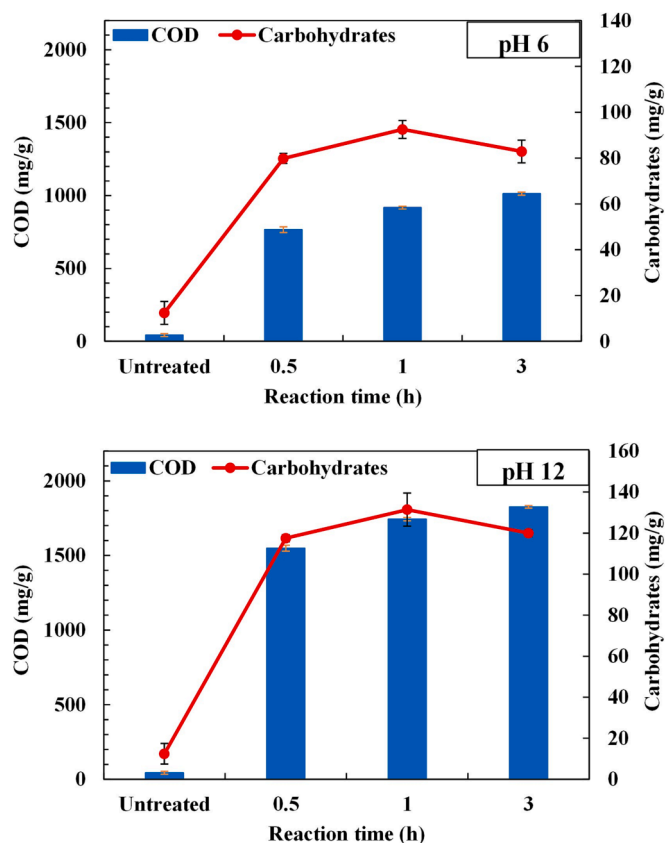 COD Carbohydrates
pH 6
COD (mg/g)
2000
1500
1000
500
0
140
120
100
80
60
40
20
0
Carbohydrates (mg/g)
Untreated 0.5 1 3
Reaction time (h)
COD Carbohydrates
pH 12
COD (mg/g)
2000
1500
1000
500
0
160
140
120
100
80
60
40
20
0
Carbohydrates (mg/g)
Untreated 0.5 1 3
Reaction time (h)